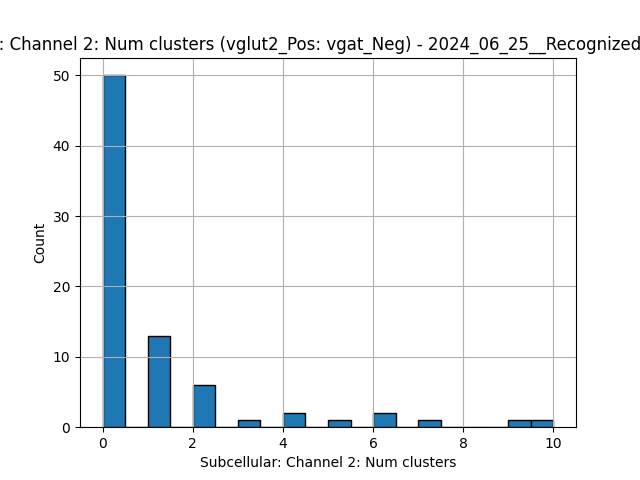 : Channel 2: Num clusters (vglut2_Pos: vgat_Neg) - 2024_06_25__Recognized
50
40
30
20
10
0
Count
0 2 4 6 8 10
Subcellular: Channel 2: Num clusters